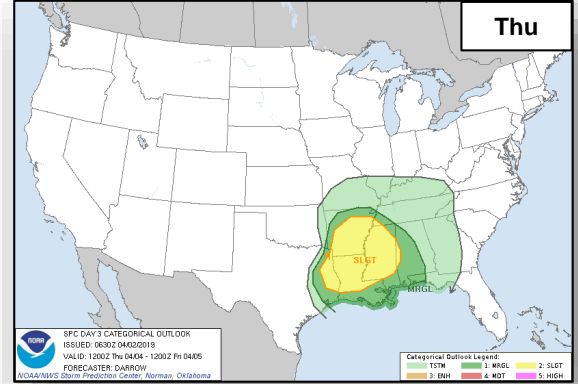 Thu
SLGT
MRGL
SPC DAY 3 CATEGORICAL OUTLOOK
ISSUED: 0630Z 04/02/2019
VALID: 1200Z Thu 04/04 - 1200Z Fri 04/05
FORECASTER: DARROW
NOAA/NWS Storm Prediction Center, Norman, Oklahoma
NOAA
Categorical Outlook Legend:
TSTM 1: MRGL 2: SLGT
3: ENH 4: MDT 5: HIGH